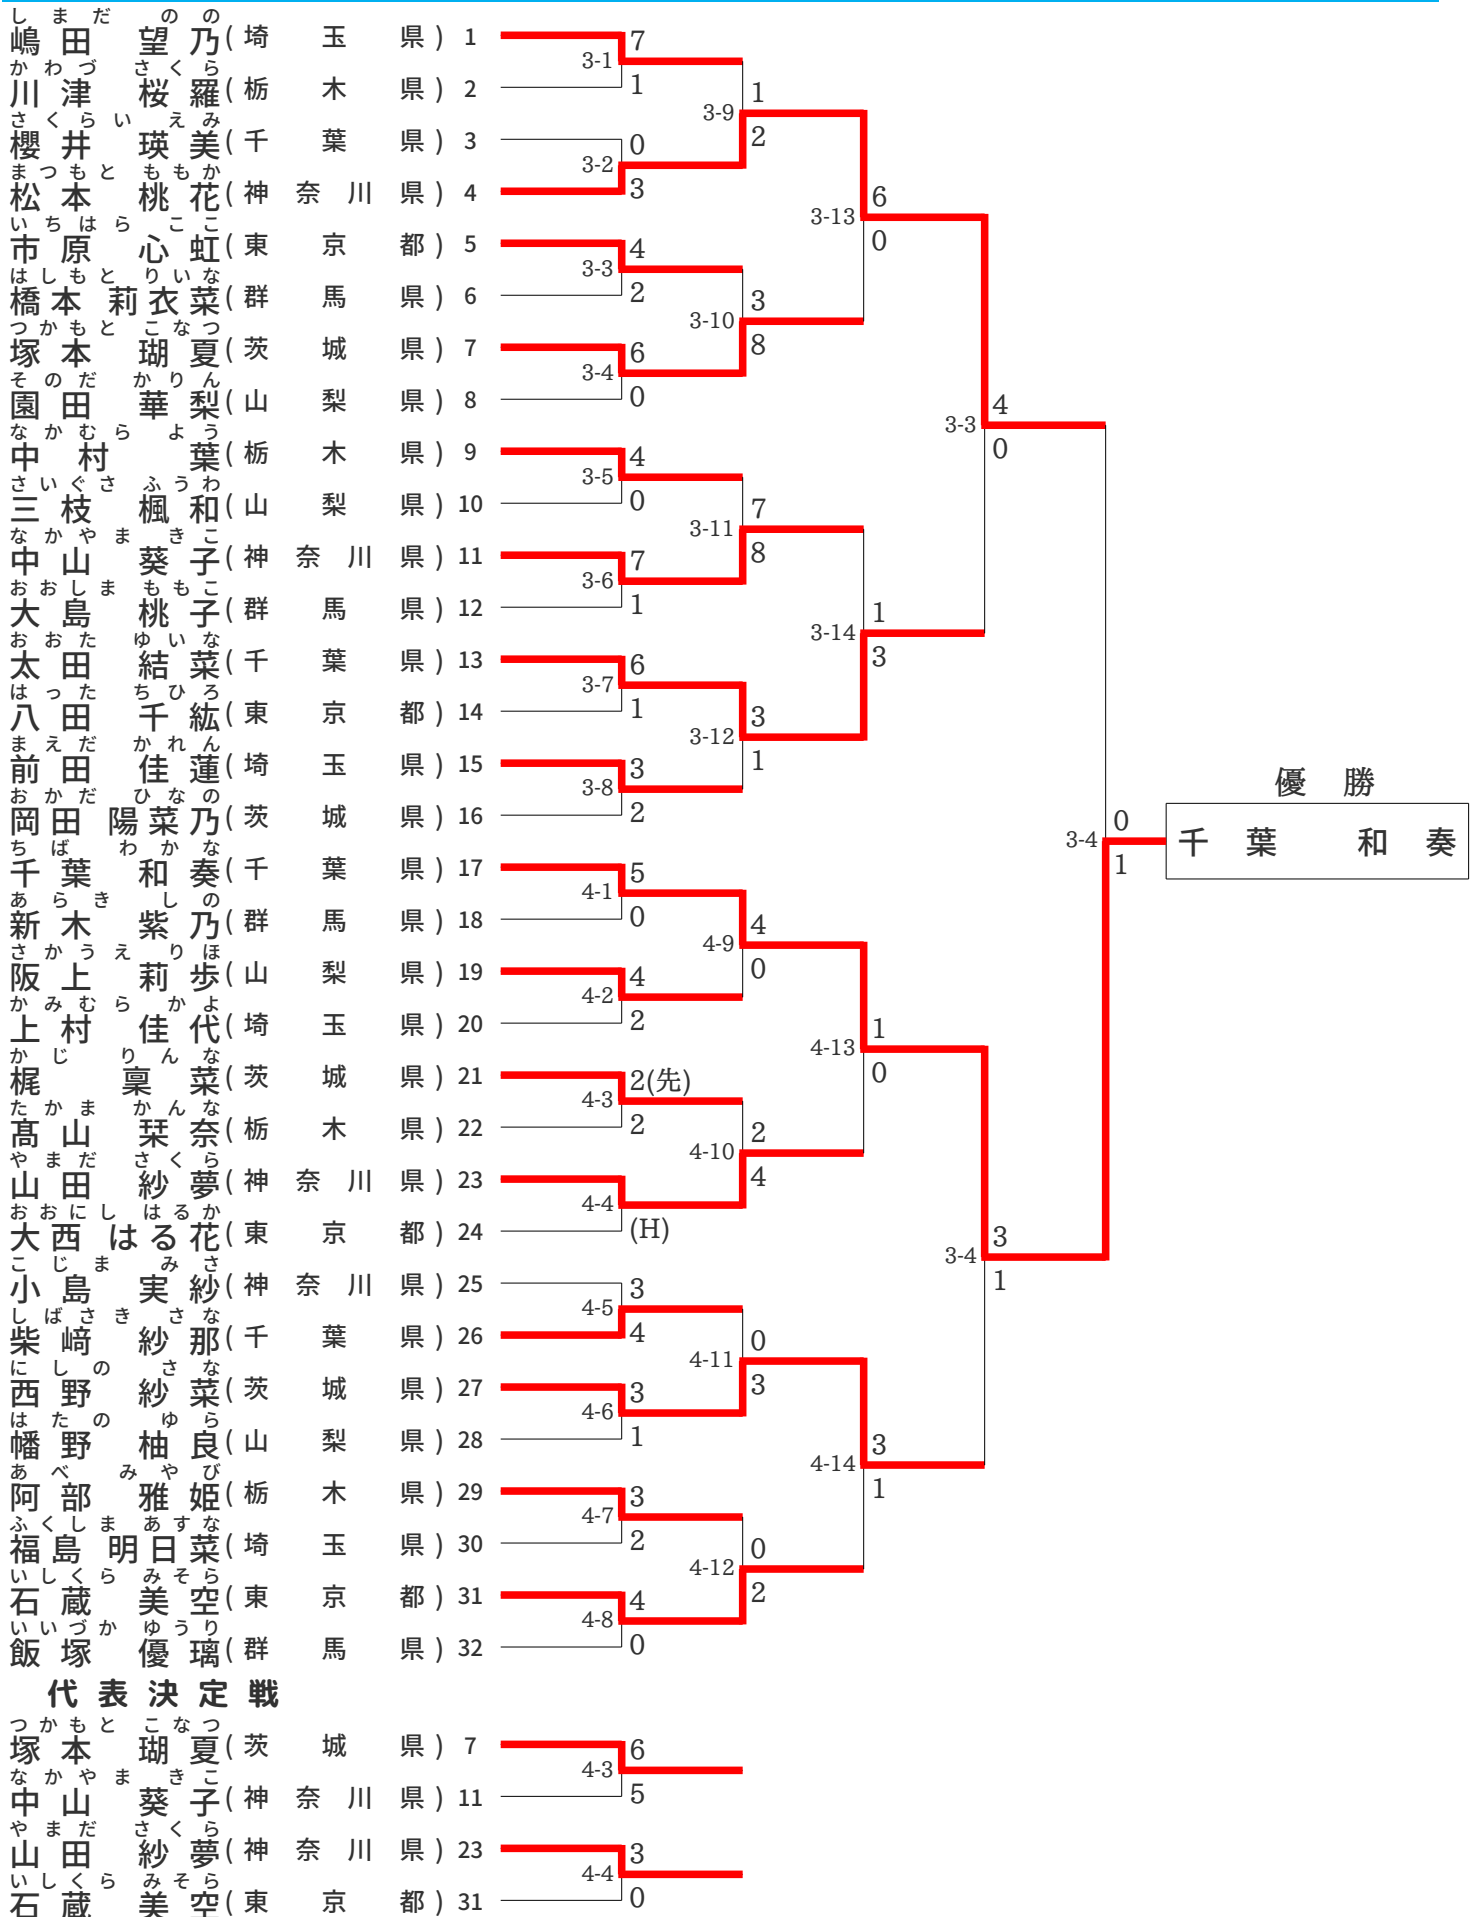 しまだ のの
嶋田 望乃(埼玉県) 1
かわづ さくら
川津 桜羅(栃木県) 2
さくらい えみ
櫻井 瑛美(千葉県) 3
まつもと ももか
松本 桃花(神奈川県) 4
いちはら ここ
市原 心虹(東京都) 5
はしもと りいな
橋本 莉衣菜(群馬県) 6
つかもと こなつ
塚本 瑚夏(茨城県) 7
そのだ かりん
園田 華梨(山梨県) 8
なかむら よう
中村 葉(栃木県) 9
さいぐさ ふうわ
三枝 楓和(山梨県) 10
なかやま きこ
中山 葵子(神奈川県) 11
おおしま ももこ
大島 桃子(群馬県) 12
おおた ゆいな
太田 結菜(千葉県) 13
はった ちひろ
八田 千紘(東京都) 14
まえだ かれん
前田 佳蓮(埼玉県) 15
おかだ ひなの
岡田 陽菜乃(茨城県) 16
ちば わかな
千葉 和奏(千葉県) 17
あらき しの
新木 紫乃(群馬県) 18
さかうえ りほ
阪上 莉歩(山梨県) 19
かみむら かよ
上村 佳代(埼玉県) 20
かじ りんな
梶 稟菜(茨城県) 21
たかま かんな
髙山 栞奈(栃木県) 22
やまだ さくら
山田 紗夢(神奈川県) 23
おおにし はるか
大西 はる花(東京都) 24
こじま みさ
小島 実紗(神奈川県) 25
しばさき さな
柴﨑 紗那(千葉県) 26
にしの さな
西野 紗菜(茨城県) 27
はたの ゆら
幡野 柚良(山梨県) 28
あべ みやび
阿部 雅姫(栃木県) 29
ふくしま あすな
福島 明日菜(埼玉県) 30
いしくら みそら
石蔵 美空(東京都) 31
いいづか ゆうり
飯塚 優璃(群馬県) 32
3-1 7 1
3-2 0 3
3-3 4 2
3-4 6 0
3-5 4 0
3-6 7 1
3-7 6 1
3-8 3 2
4-1 5 0
4-2 4 2
4-3 2(先) 2
4-4 (H)
4-5 3 4
4-6 3 1
4-7 3 2
4-8 4 0
3-9 1 2
3-10 3 8
3-11 7 8
3-12 3 1
4-9 4 0
4-10 2 4
4-11 0 3
4-12 0 2
3-13 6 0
3-14 1 3
4-13 1 0
4-14 3 1
3-3 4 0
3-4 3 1
3-4 0 1
優勝
千葉 和奏
代表決定戦
つかもと こなつ
塚本 瑚夏(茨城県) 7
なかやま きこ
中山 葵子(神奈川県) 11
4-3 6 5
やまだ さくら
山田 紗夢(神奈川県) 23
いしくら みそら
石蔵 美空(東京都) 31
4-4 3 0